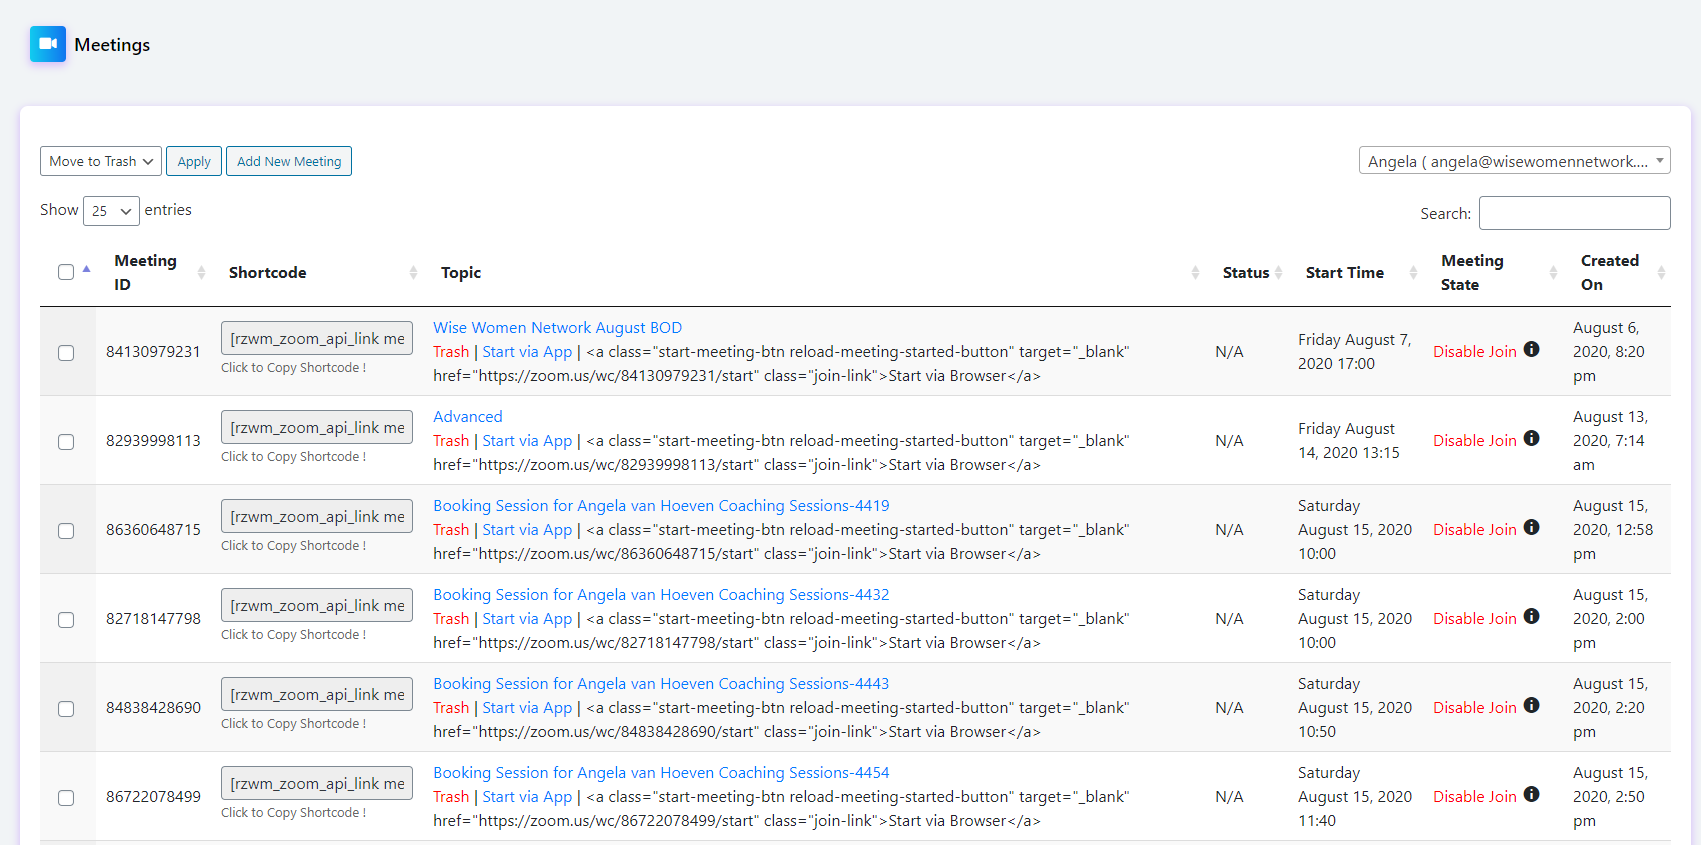 Meetings
Move to Trash Apply Add New Meeting Angela ( angela@wisewomennetwork....
Show 25 entries Search:
Meeting ID Shortcode Topic Status Start Time Meeting State Created On
84130979231
[rzwm_zoom_api_link me
Click to Copy Shortcode !
Wise Women Network August BOD
Trash | Start via App | <a class="start-meeting-btn reload-meeting-started-button" target="_blank"
href="https://zoom.us/wc/84130979231/start" class="join-link">Start via Browser</a>
N/A
Friday August 7,
2020 17:00
Disable Join
August 6,
2020, 8:20
pm
82939998113
[rzwm_zoom_api_link me
Click to Copy Shortcode !
Advanced
Trash | Start via App | <a class="start-meeting-btn reload-meeting-started-button" target="_blank"
href="https://zoom.us/wc/82939998113/start" class="join-link">Start via Browser</a>
N/A
Friday August
14, 2020 13:15
Disable Join
August 13,
2020, 7:14
am
86360648715
[rzwm_zoom_api_link me
Click to Copy Shortcode !
Booking Session for Angela van Hoeven Coaching Sessions-4419
Trash | Start via App | <a class="start-meeting-btn reload-meeting-started-button" target="_blank"
href="https://zoom.us/wc/86360648715/start" class="join-link">Start via Browser</a>
N/A
Saturday
August 15, 2020
10:00
Disable Join
August 15,
2020, 12:58
pm
82718147798
[rzwm_zoom_api_link me
Click to Copy Shortcode !
Booking Session for Angela van Hoeven Coaching Sessions-4432
Trash | Start via App | <a class="start-meeting-btn reload-meeting-started-button" target="_blank"
href="https://zoom.us/wc/82718147798/start" class="join-link">Start via Browser</a>
N/A
Saturday
August 15, 2020
10:00
Disable Join
August 15,
2020, 2:00
pm
84838428690
[rzwm_zoom_api_link me
Click to Copy Shortcode !
Booking Session for Angela van Hoeven Coaching Sessions-4443
Trash | Start via App | <a class="start-meeting-btn reload-meeting-started-button" target="_blank"
href="https://zoom.us/wc/84838428690/start" class="join-link">Start via Browser</a>
N/A
Saturday
August 15, 2020
10:50
Disable Join
August 15,
2020, 2:20
pm
86722078499
[rzwm_zoom_api_link me
Click to Copy Shortcode !
Booking Session for Angela van Hoeven Coaching Sessions-4454
Trash | Start via App | <a class="start-meeting-btn reload-meeting-started-button" target="_blank"
href="https://zoom.us/wc/86722078499/start" class="join-link">Start via Browser</a>
N/A
Saturday
August 15, 2020
11:40
Disable Join
August 15,
2020, 2:50
pm